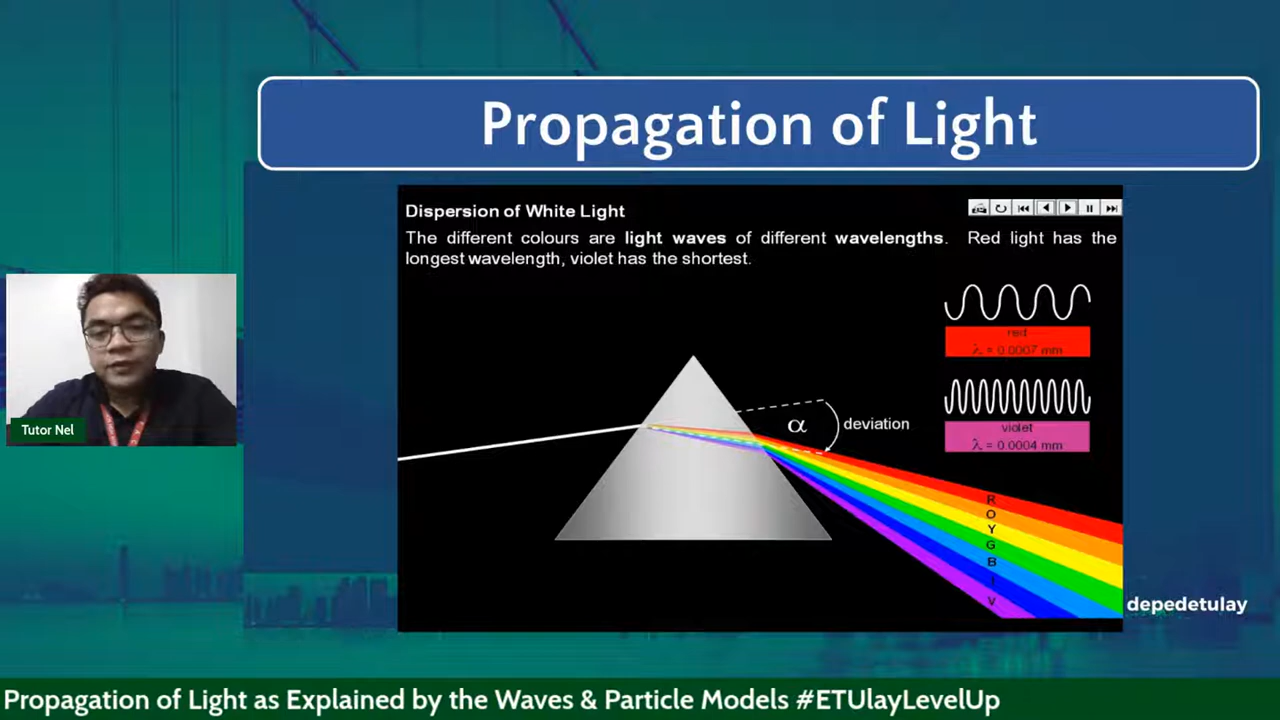 Propagation of Light
Dispersion of White Light
The different colours are light waves of different wavelengths. Red light has the
longest wavelength, violet has the shortest.
red
λ = 0.0007 mm
violet
λ = 0.0004 mm
α
deviation
R
O
Y
G
B
I
V
Tutor Nel
depedetulay
Propagation of Light as Explained by the Waves & Particle Models #ETUlayLevelUp